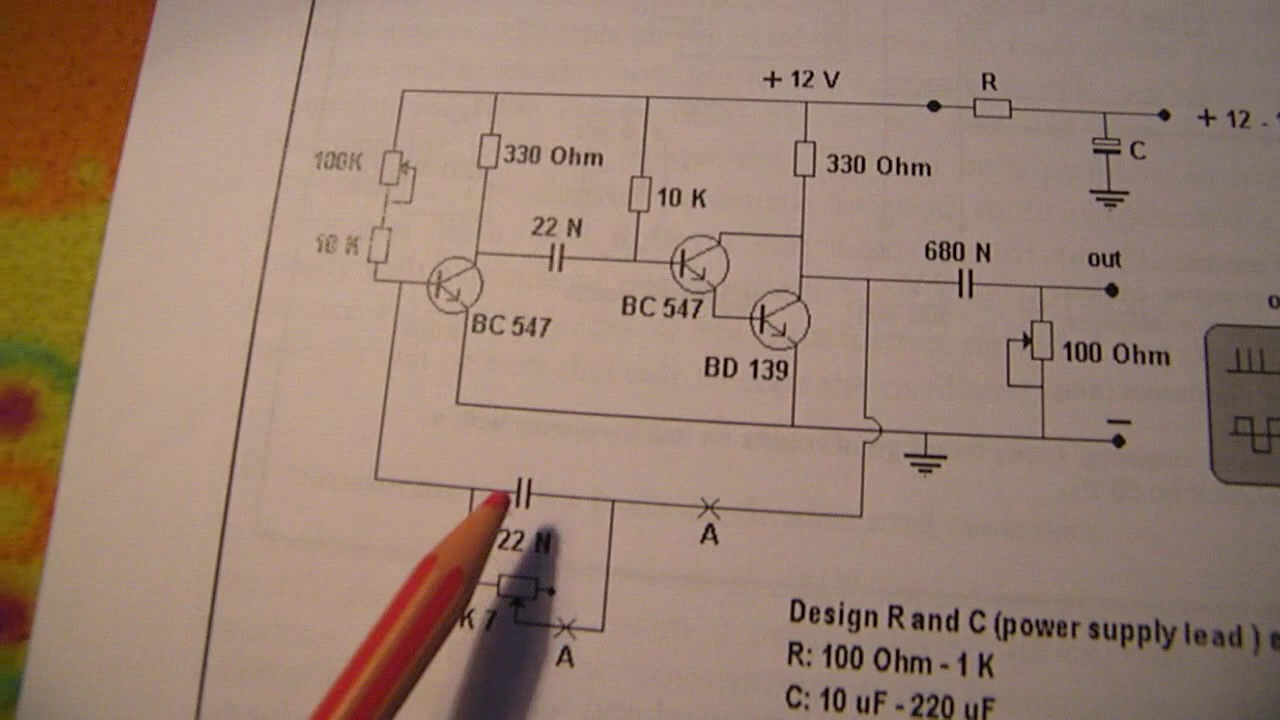 + 12 V
R
+ 12 -
C
100K
330 Ohm
10 K
330 Ohm
10 K
22 N
680 N
out
BC 547
BC 547
BD 139
100 Ohm
−
A
22 N
K 7
A
Design R and C (power supply lead )
R: 100 Ohm - 1 K
C: 10 uF - 220 uF